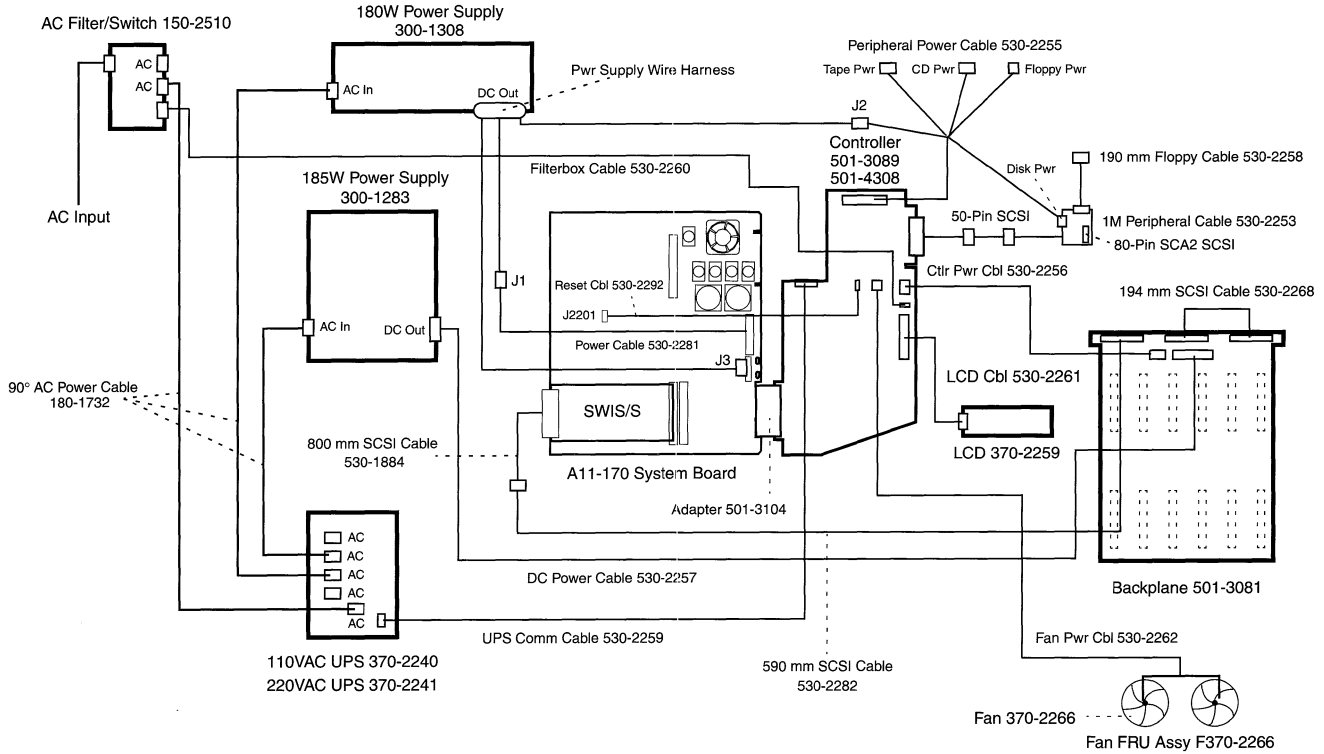 AC Filter/Switch 150-2510
AC
AC
AC Input
180W Power Supply
300-1308
AC In
DC Out
Pwr Supply Wire Harness
Peripheral Power Cable 530-2255
Tape Pwr
CD Pwr
Floppy Pwr
J2
Controller
501-3089
501-4308
Filterbox Cable 530-2260
Disk Pwr
190 mm Floppy Cable 530-2258
185W Power Supply
300-1283
AC In
DC Out
50-Pin SCSI
1M Peripheral Cable 530-2253
80-Pin SCA2 SCSI
Ctlr Pwr Cbl 530-2256
J1
Reset Cbl 530-2292
J2201
Power Cable 530-2281
J3
194 mm SCSI Cable 530-2268
90° AC Power Cable
180-1732
SWIS/S
LCD Cbl 530-2261
800 mm SCSI Cable
530-1884
A11-170 System Board
LCD 370-2259
Adapter 501-3104
AC
AC
AC
AC
AC
DC Power Cable 530-2257
Backplane 501-3081
UPS Comm Cable 530-2259
Fan Pwr Cbl 530-2262
110VAC UPS 370-2240
220VAC UPS 370-2241
590 mm SCSI Cable
530-2282
Fan 370-2266
Fan FRU Assy F370-2266